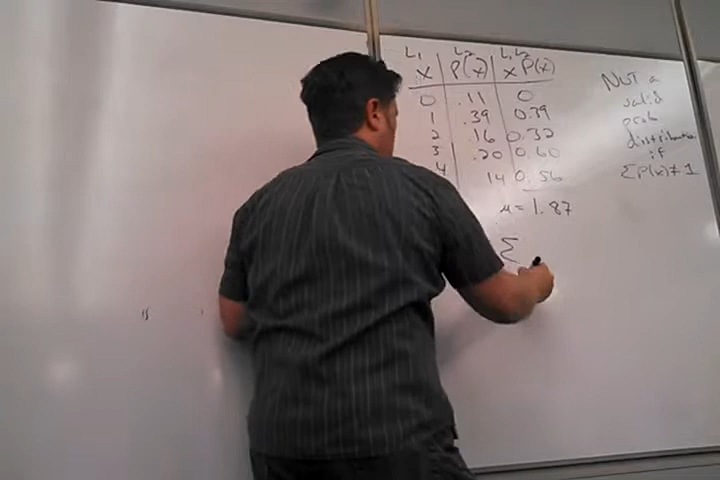 L₁ L₂ L₁L₂
x P(x) x P(x)
0 .11 0
1 .39 0.39
2 .16 0.32
3 .20 0.60
4 14 0.56
μ = 1.87
Σ
Not a
valid
prob
distribution
if
ΣP(x)≠1